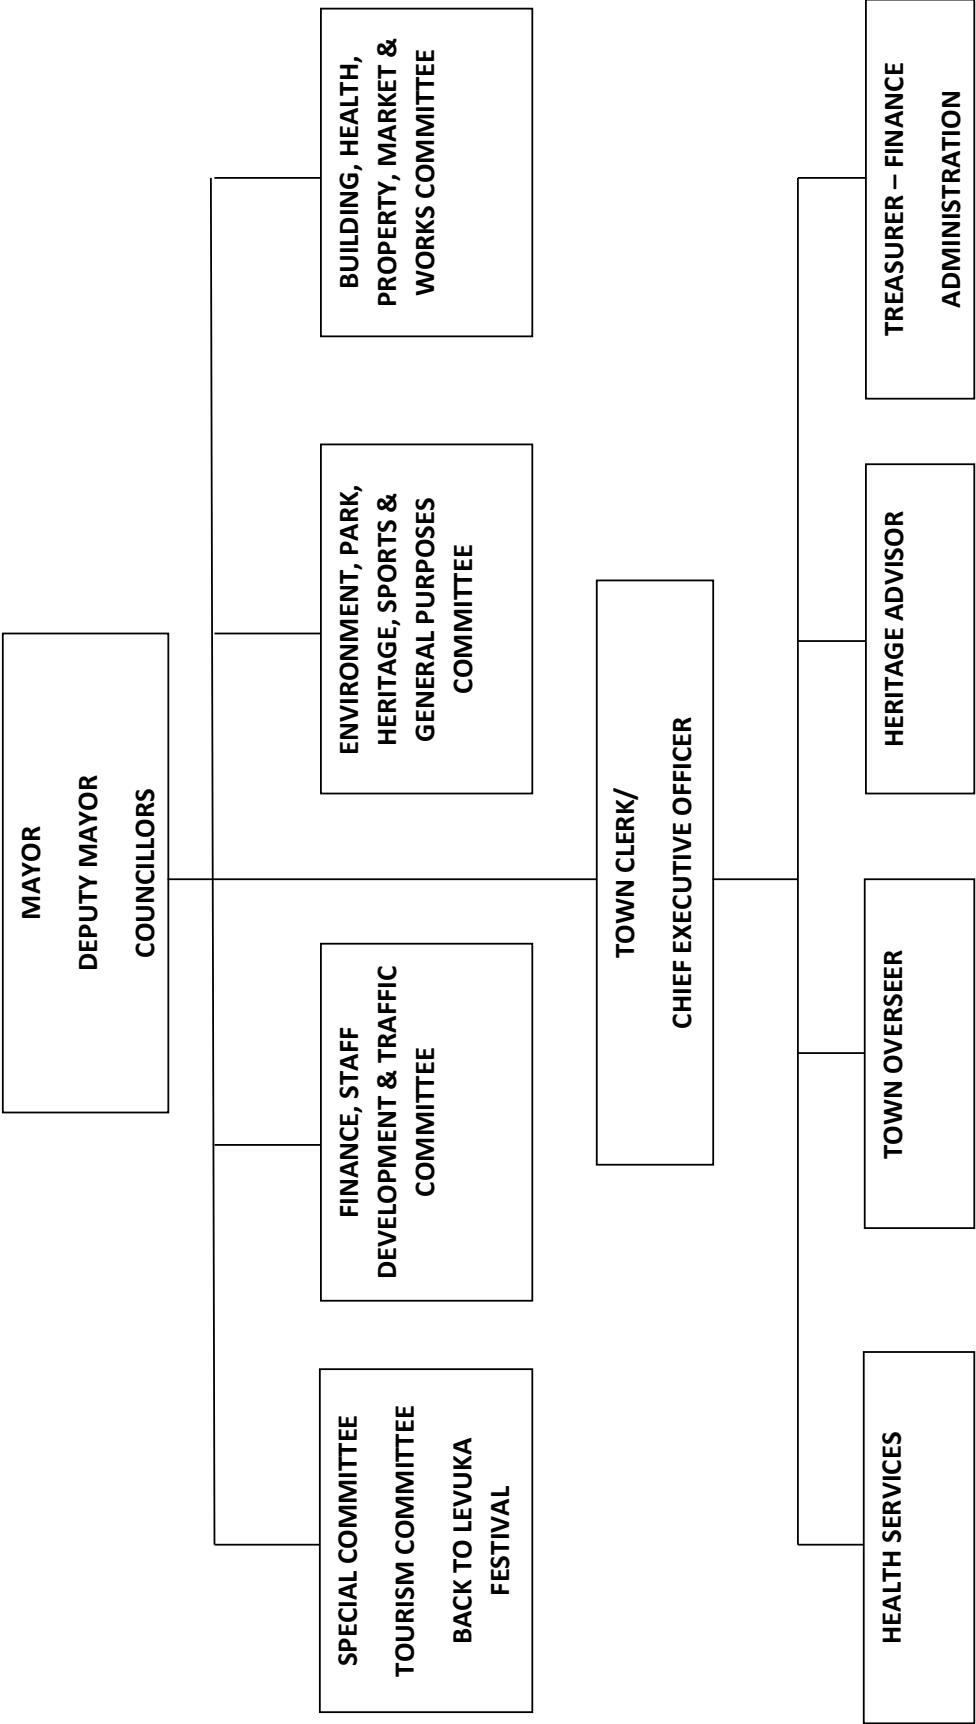 MAYOR
DEPUTY MAYOR
COUNCILLORS
SPECIAL COMMITTEE
TOURISM COMMITTEE
BACK TO LEVUKA
FESTIVAL
FINANCE, STAFF
DEVELOPMENT & TRAFFIC
COMMITTEE
ENVIRONMENT, PARK,
HERITAGE, SPORTS &
GENERAL PURPOSES
COMMITTEE
BUILDING, HEALTH,
PROPERTY, MARKET &
WORKS COMMITTEE
TOWN CLERK/
CHIEF EXECUTIVE OFFICER
HEALTH SERVICES
TOWN OVERSEER
HERITAGE ADVISOR
TREASURER – FINANCE
ADMINISTRATION